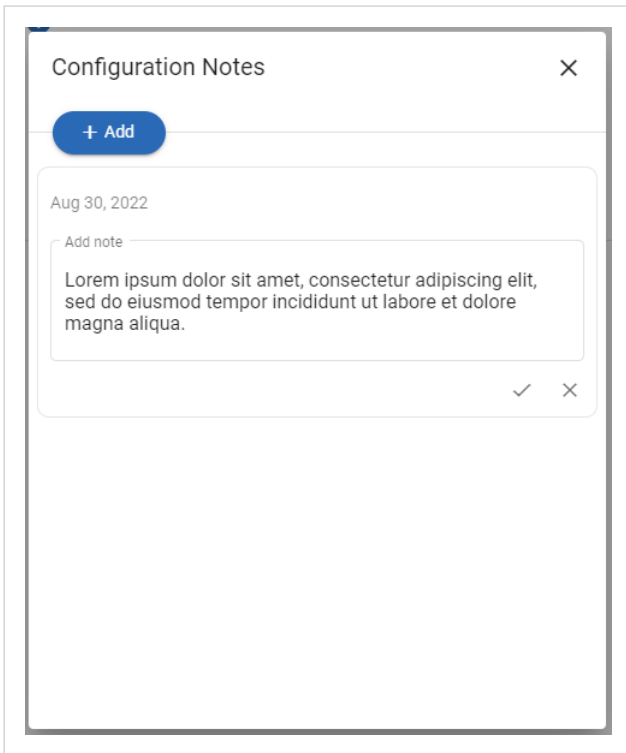 Configuration Notes
+ Add
Aug 30, 2022
Add note
Lorem ipsum dolor sit amet, consectetur adipiscing elit,
sed do eiusmod tempor incididunt ut labore et dolore
magna aliqua.